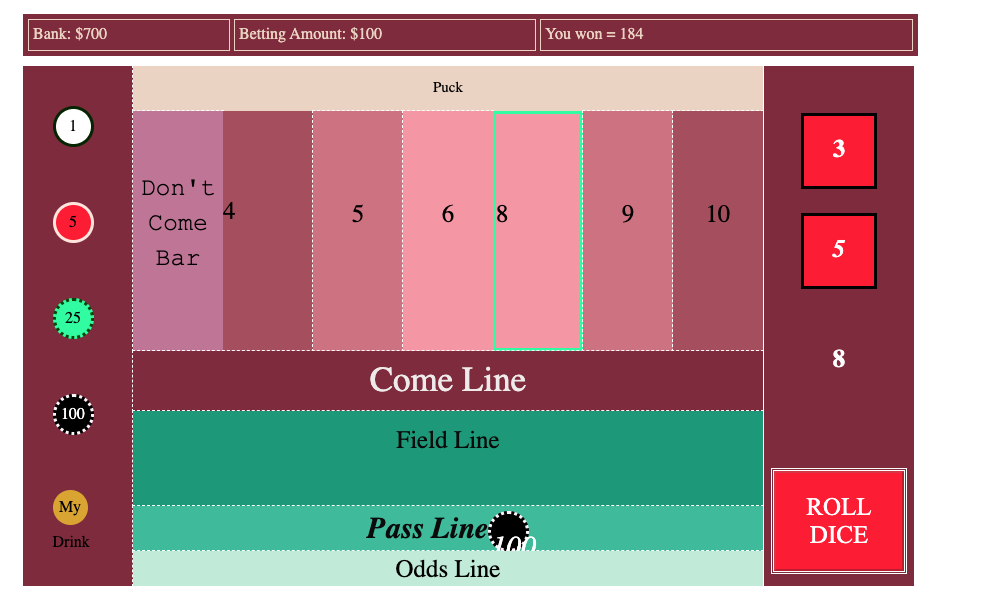 Bank: $700
Betting Amount: $100
You won = 184
Puck
1
5
25
100
My
Drink
Don't
Come
Bar
4
5
6
8
9
10
Come Line
Field Line
Pass Line
100
Odds Line
3
5
8
ROLL
DICE